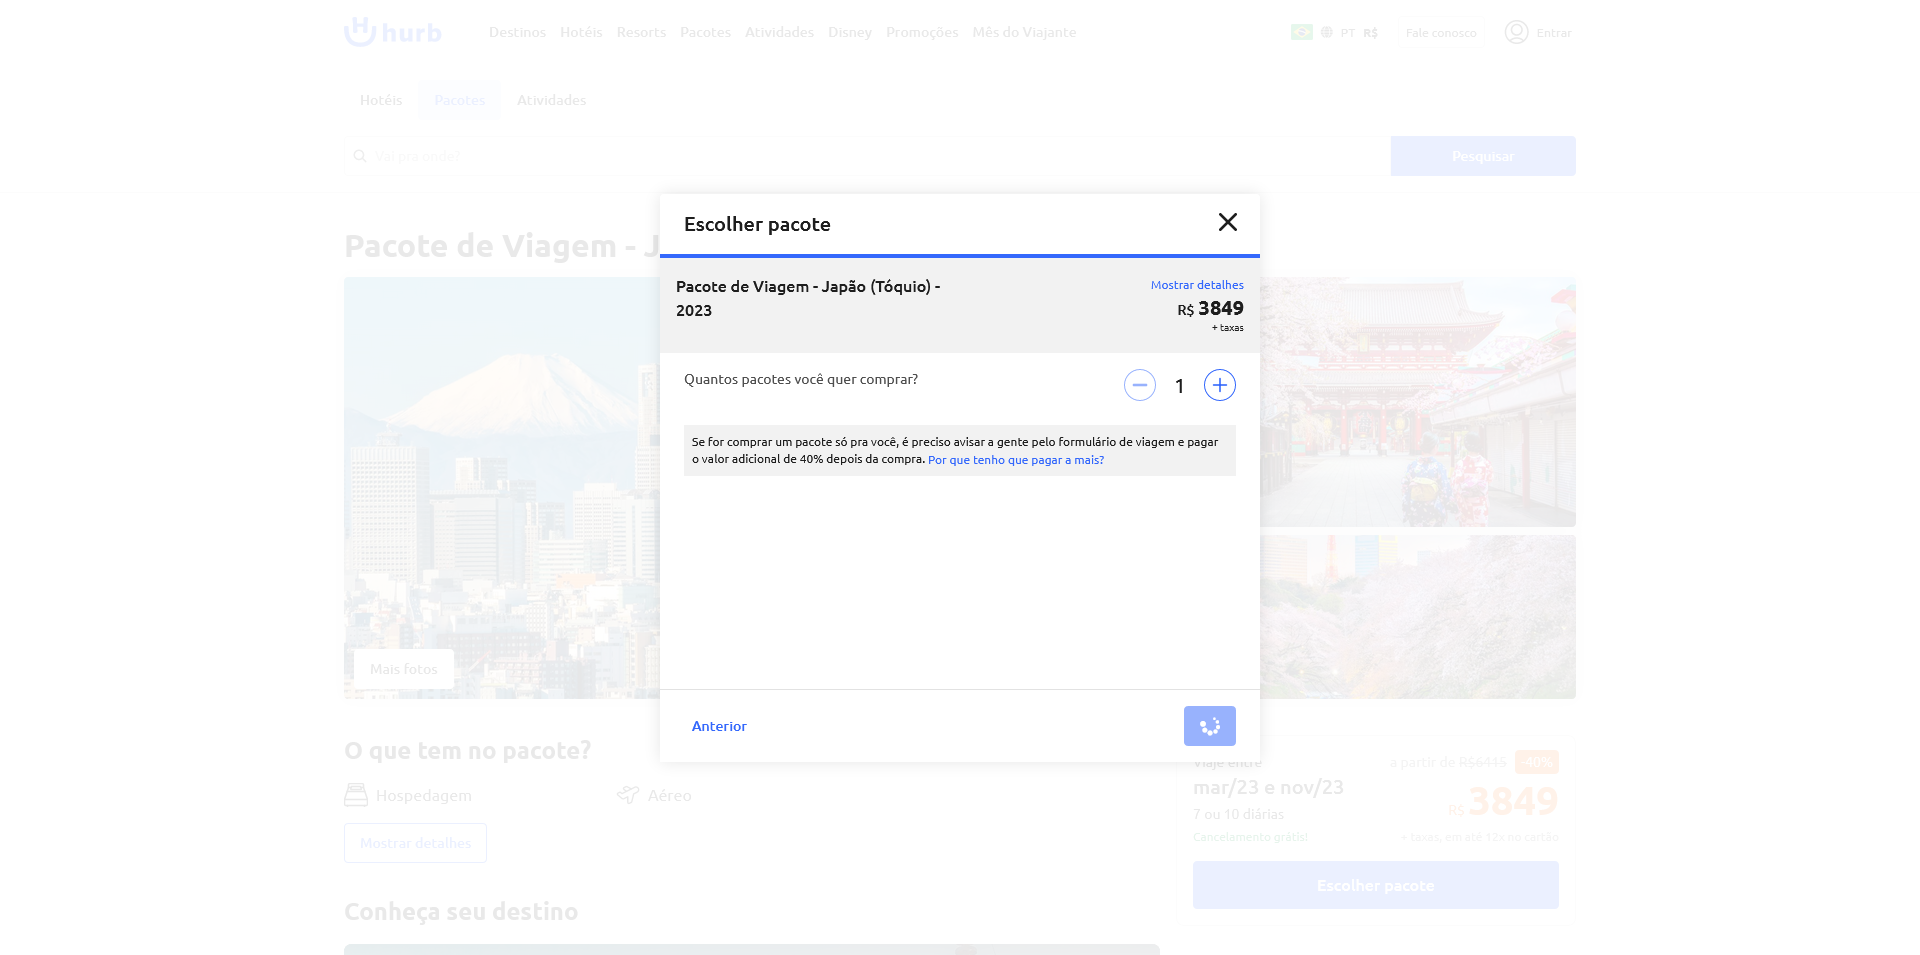 hurb
Destinos Hotéis Resorts Pacotes Atividades Disney Promoções Mês do Viajante
PT R$ Fale conosco Entrar
Hotéis Pacotes Atividades
Vai pra onde? Pesquisar
Pacote de Viagem - J
Escolher pacote
Pacote de Viagem - Japão (Tóquio) -
2023
Mostrar detalhes
R$ 3849
+ taxas
Quantos pacotes você quer comprar?
1
Se for comprar um pacote só pra você, é preciso avisar a gente pelo formulário de viagem e pagar
o valor adicional de 40% depois da compra. Por que tenho que pagar a mais?
Anterior
Mais fotos
O que tem no pacote?
Hospedagem Aéreo
Mostrar detalhes
Conheça seu destino
Viaje entre
mar/23 e nov/23
7 ou 10 diárias
Cancelamento grátis!
a partir de R$6415 -40%
R$ 3849
+ taxas, em até 12x no cartão
Escolher pacote